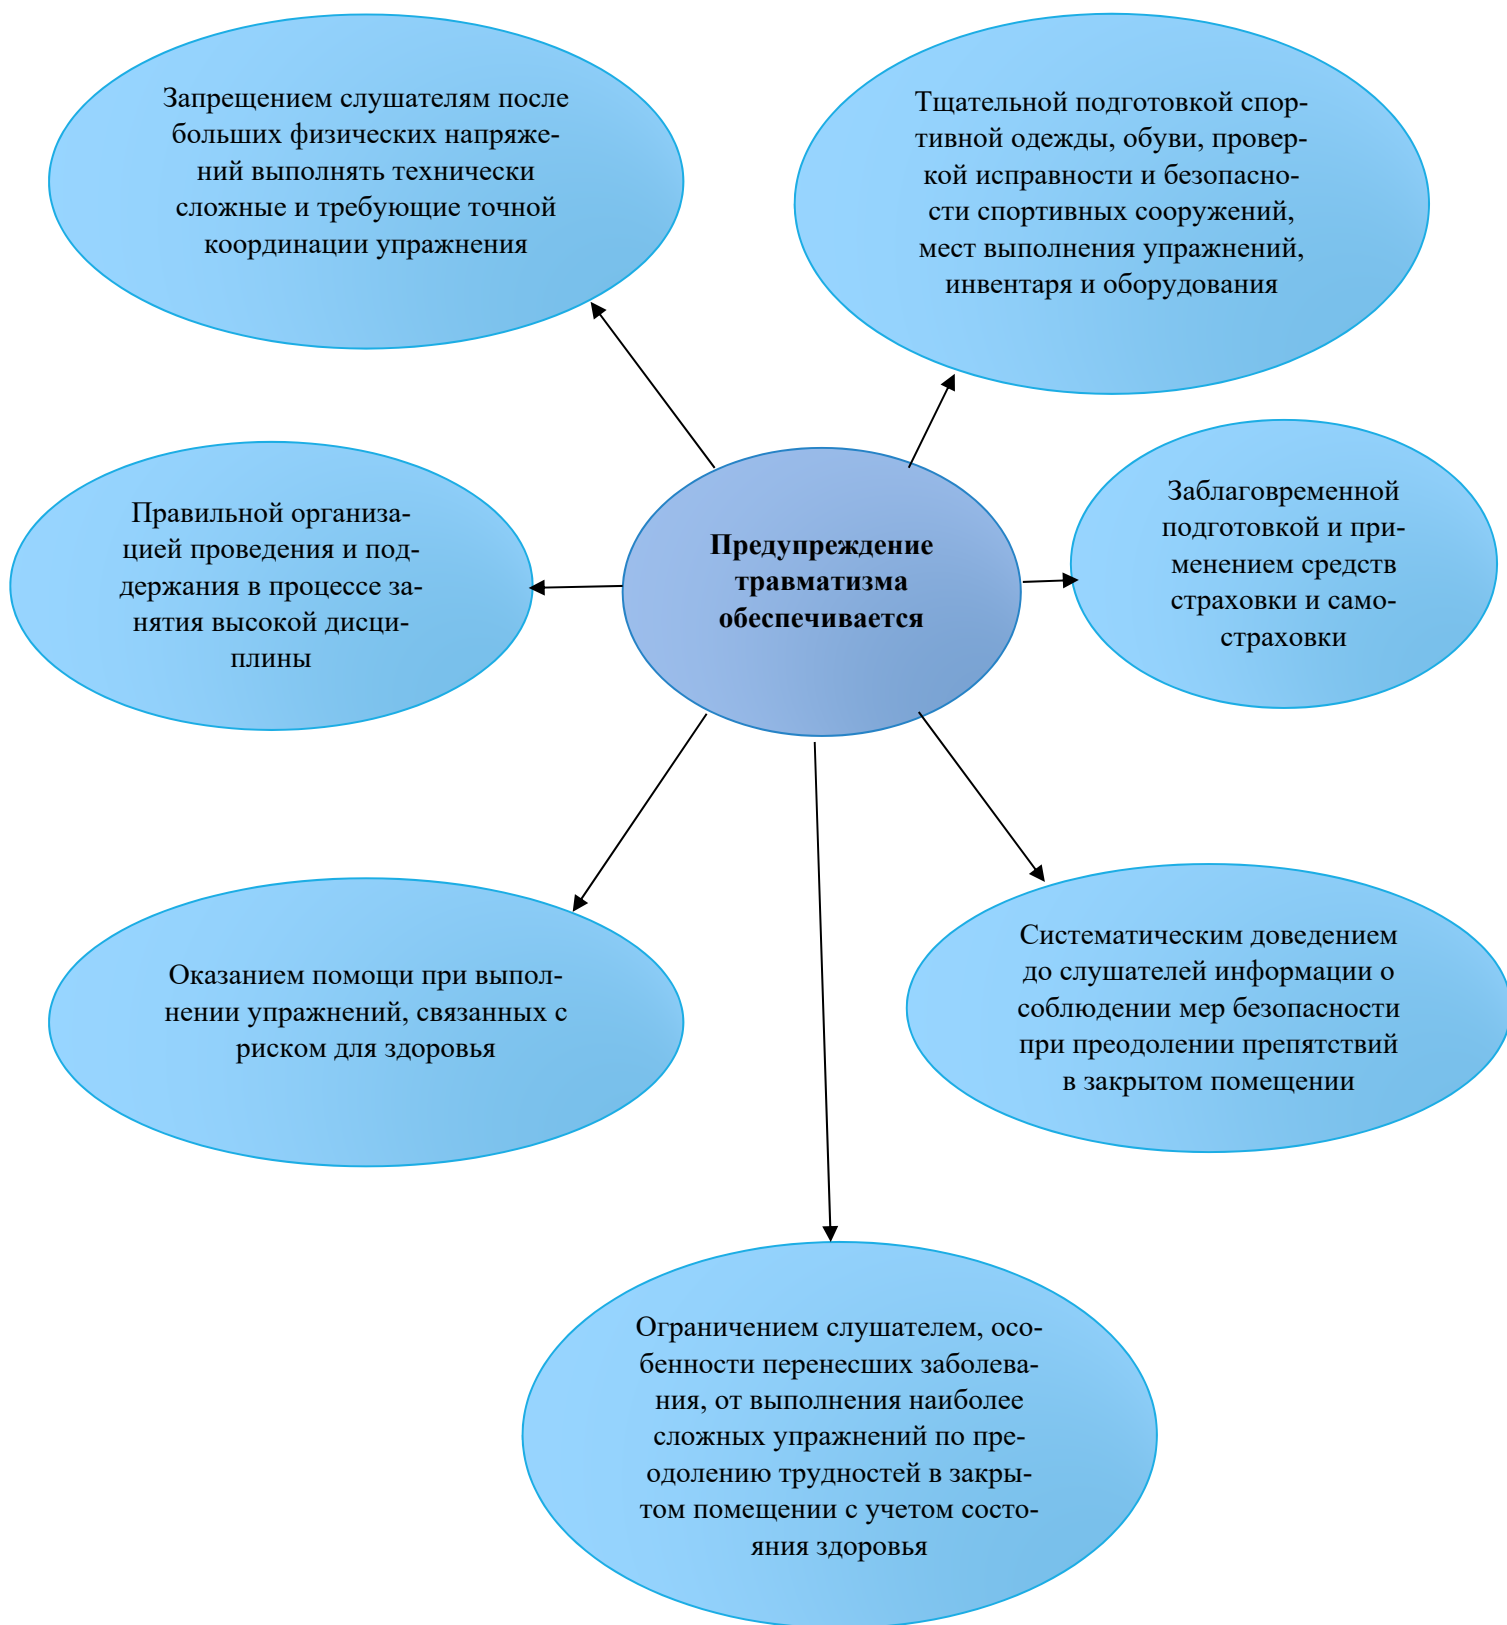 Запрещением слушателям после
больших физических напряже-
ний выполнять технически
сложные и требующие точной
координации упражнения
Тщательной подготовкой спор-
тивной одежды, обуви, провер-
кой исправности и безопасно-
сти спортивных сооружений,
мест выполнения упражнений,
инвентаря и оборудования
Правильной организа-
цией проведения и под-
держания в процессе за-
нятия высокой дисци-
плины
Предупреждение
травматизма
обеспечивается
Заблаговременной
подготовкой и при-
менением средств
страховки и само-
страховки
Оказанием помощи при выпол-
нении упражнений, связанных с
риском для здоровья
Систематическим доведением
до слушателей информации о
соблюдении мер безопасности
при преодолении препятствий
в закрытом помещении
Ограничением слушателем, осо-
бенности перенесших заболева-
ния, от выполнения наиболее
сложных упражнений по пре-
одолению трудностей в закры-
том помещении с учетом состо-
яния здоровья